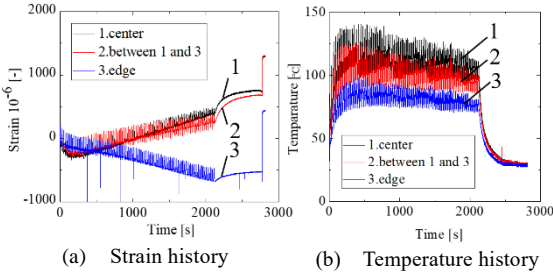 (a)
2000
1.center
2.between 1 and 3
3.edge
1000
0
-1000
Strain 10⁻⁶ [-]
1
2
3
0
1000
2000
3000
Time [s]
(a) Strain history
(b)
150
100
50
0
Temparature [℃]
1
2
3
1.center
2.between 1 and 3
3.edge
0
1000
2000
3000
Time [s]
(b) Temperature history